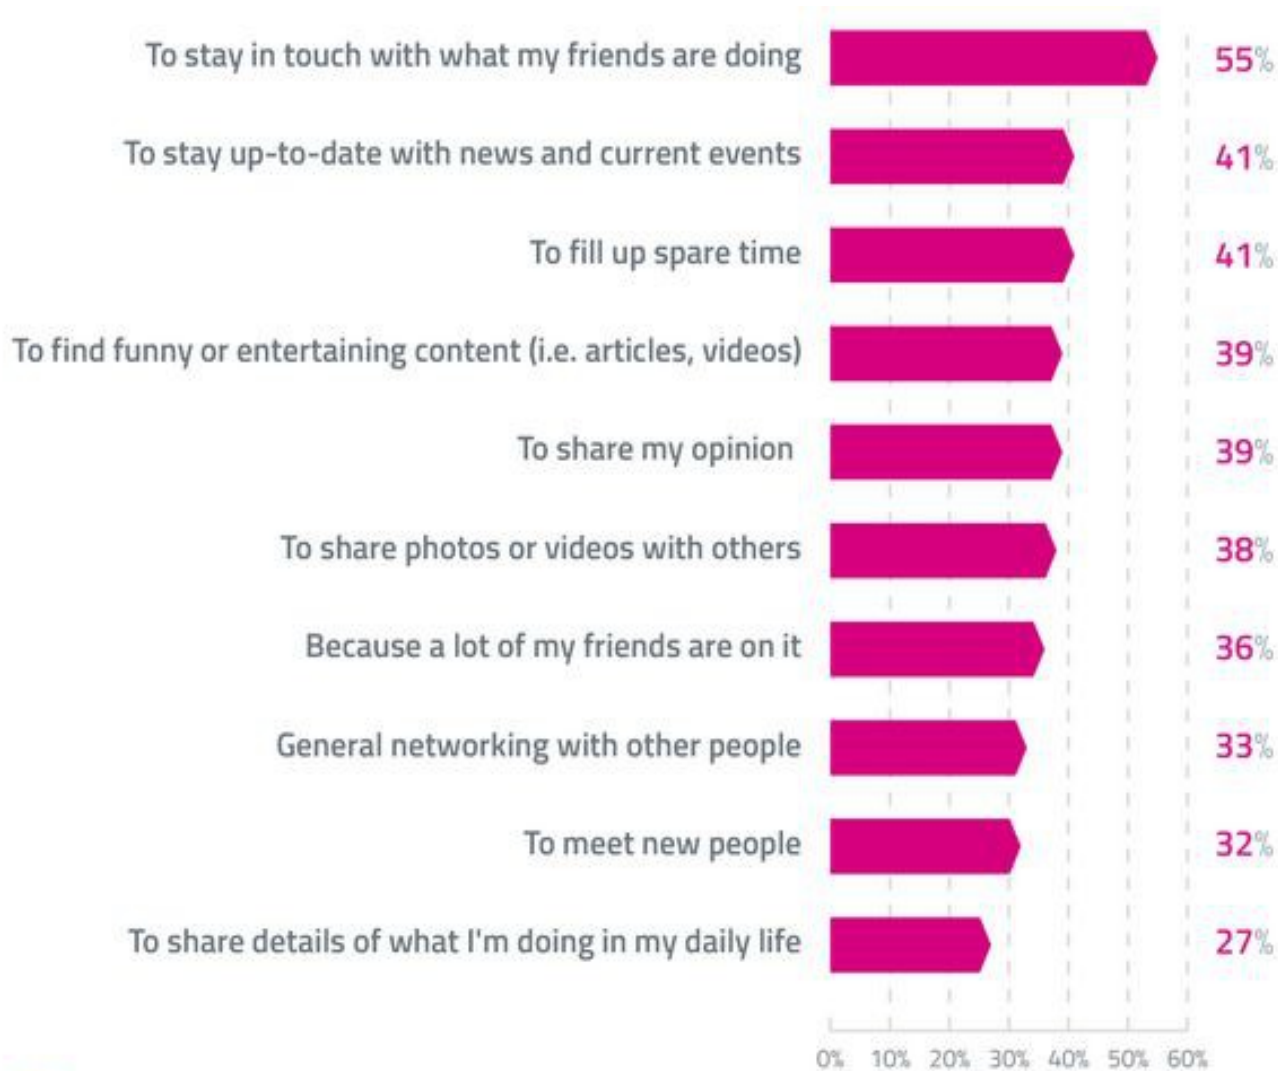 To stay in touch with what my friends are doing 55%
To stay up-to-date with news and current events 41%
To fill up spare time 41%
To find funny or entertaining content (i.e. articles, videos) 39%
To share my opinion 39%
To share photos or videos with others 38%
Because a lot of my friends are on it 36%
General networking with other people 33%
To meet new people 32%
To share details of what I'm doing in my daily life 27%
0% 10% 20% 30% 40% 50% 60%